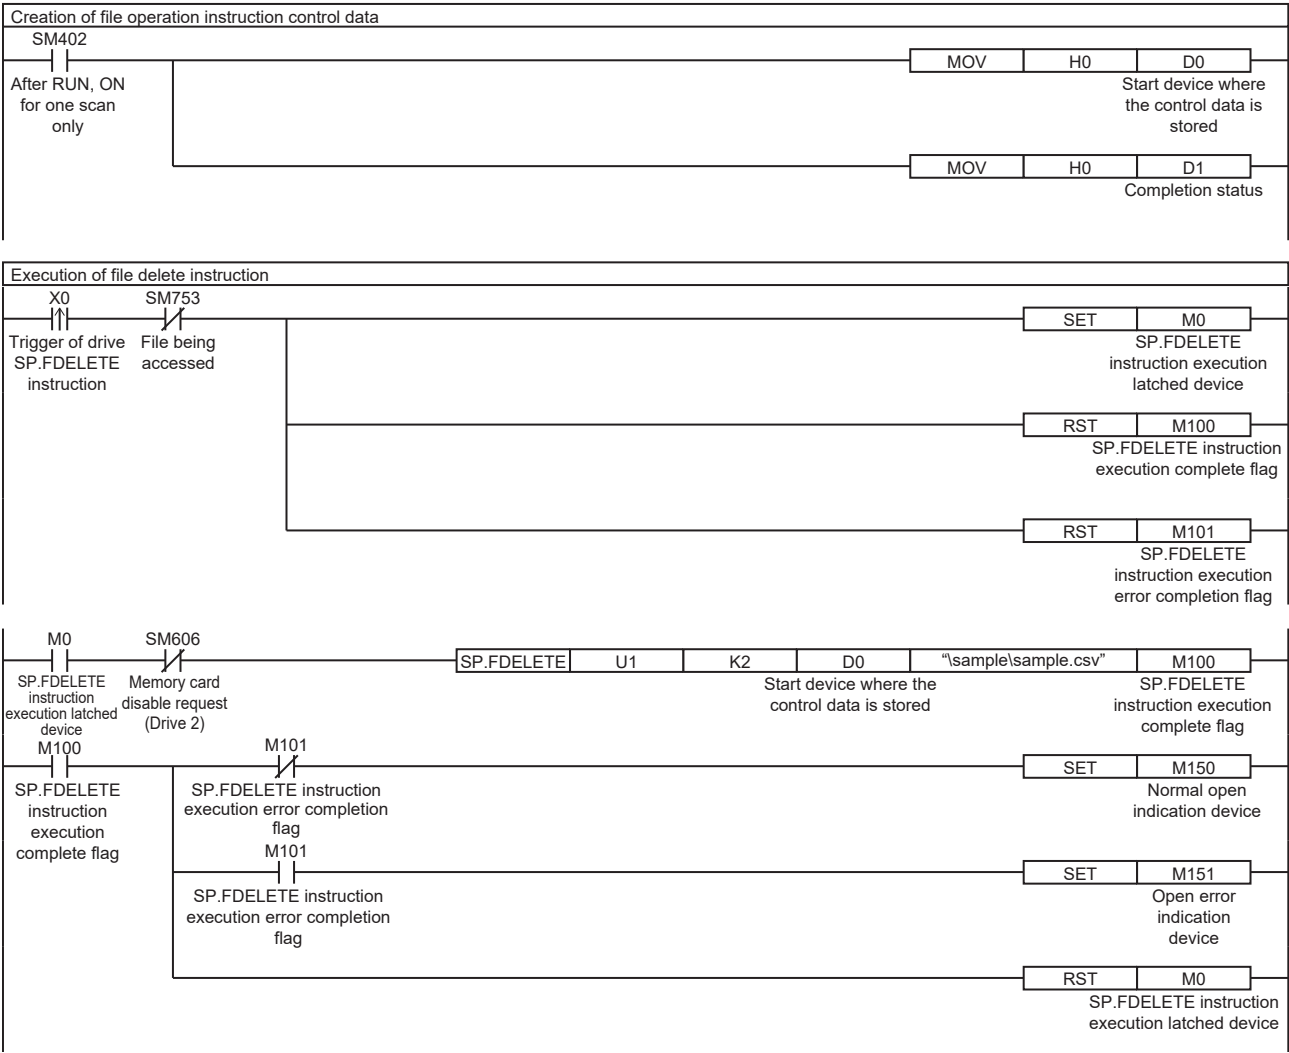 Creation of file operation instruction control data
SM402
MOV H0 D0
After RUN, ON
for one scan
only
Start device where
the control data is
stored
MOV H0 D1
Completion status
Execution of file delete instruction
X0 SM753
SET M0
Trigger of drive
SP.FDELETE
instruction
File being
accessed
SP.FDELETE
instruction execution
latched device
RST M100
SP.FDELETE instruction
execution complete flag
RST M101
SP.FDELETE
instruction execution
error completion flag
M0 SM606
SP.FDELETE U1 K2 D0 “\sample\sample.csv” M100
SP.FDELETE
instruction
execution latched
device
Memory card
disable request
(Drive 2)
Start device where the
control data is stored
SP.FDELETE
instruction execution
complete flag
M100 M101
SET M150
SP.FDELETE
instruction
execution
complete flag
SP.FDELETE instruction
execution error completion
flag
Normal open
indication device
M101
SET M151
SP.FDELETE instruction
execution error completion
flag
Open error
indication
device
RST M0
SP.FDELETE instruction
execution latched device